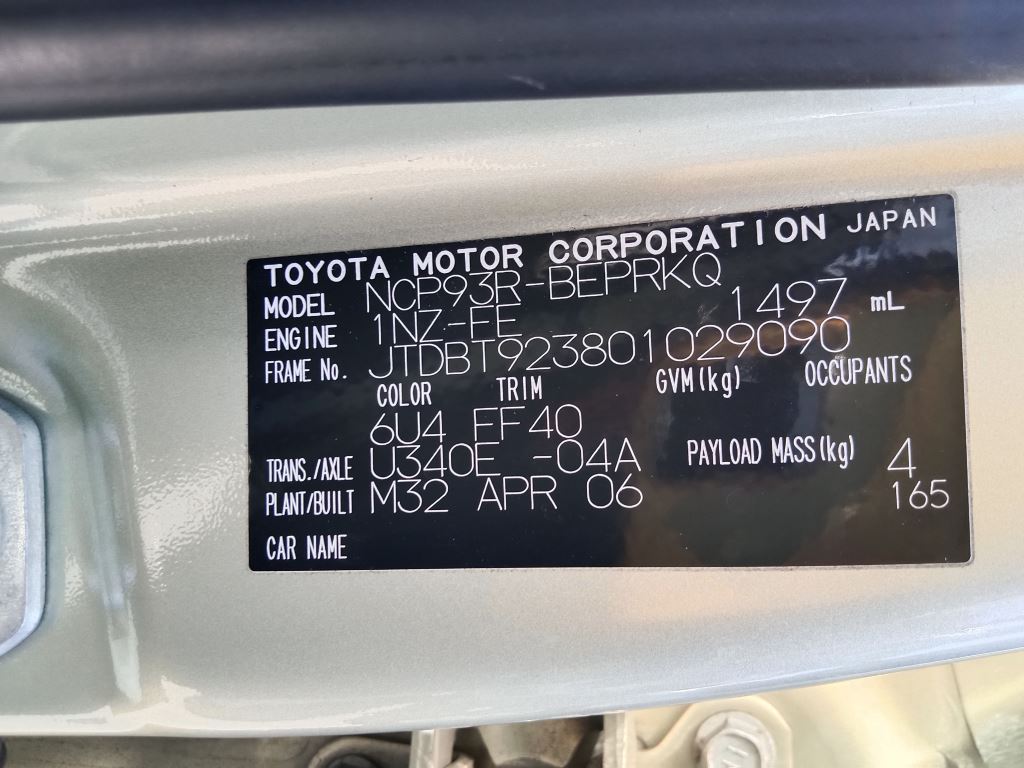 TOYOTA MOTOR CORPORATION JAPAN
MODEL NCP93R-BEPRKQ
ENGINE 1NZ-FE 1497 mL
FRAME No. JTDBT923801029090
COLOR TRIM GVM(kg) OCCUPANTS
6U4 FF40
TRANS./AXLE U340E -04A PAYLOAD MASS(kg) 4
PLANT/BUILT M32 APR 06 165
CAR NAME